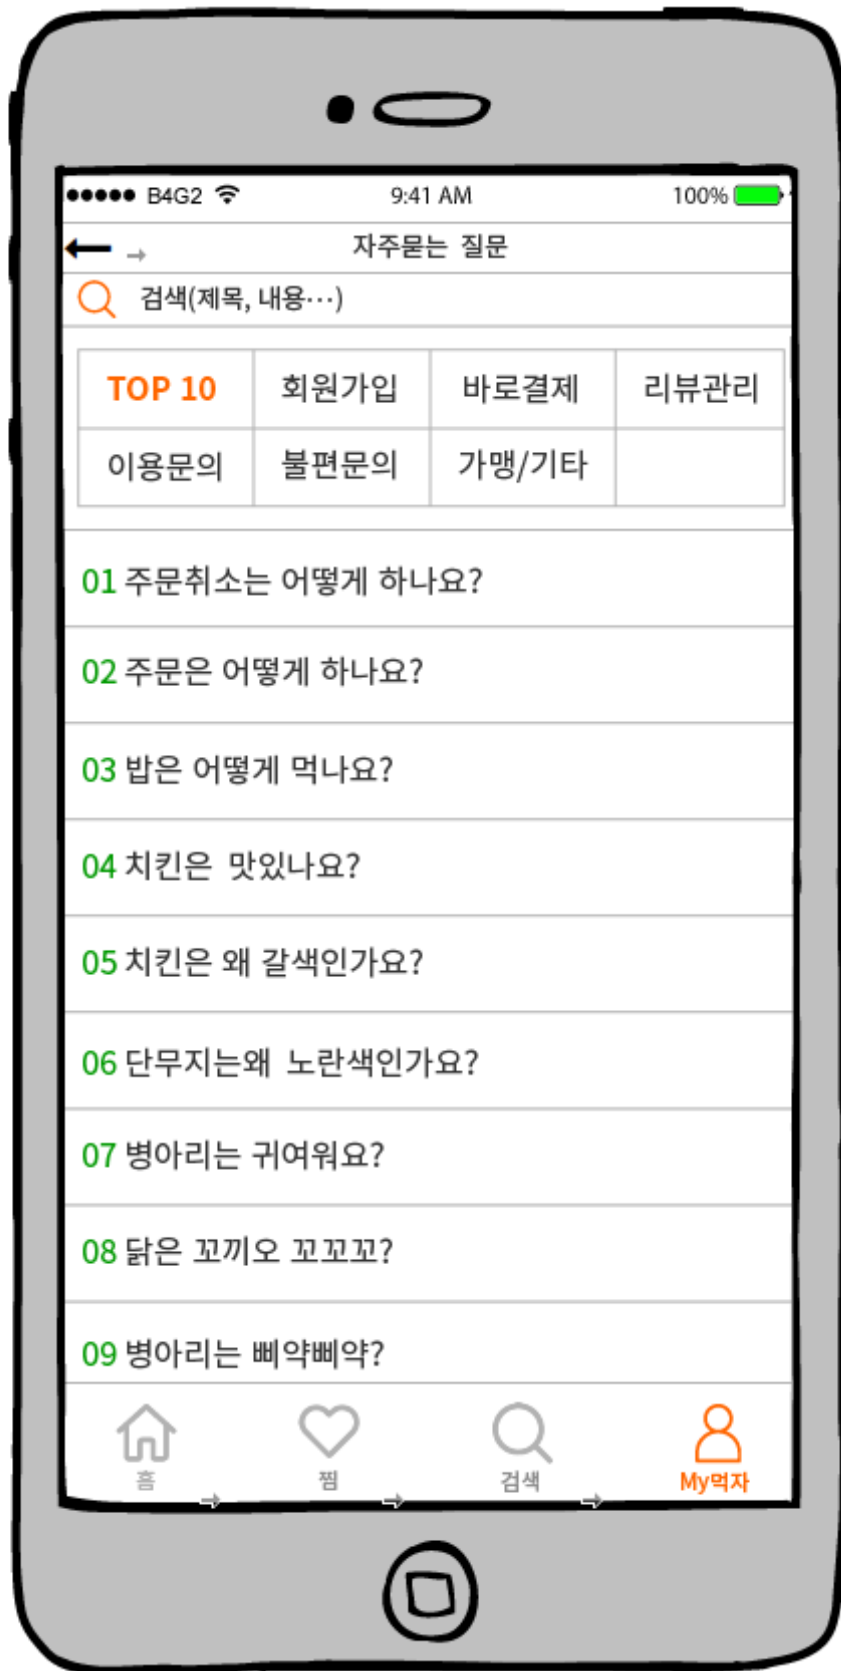 B4G2 9:41 AM 100%
자주묻는 질문
검색(제목, 내용···)
TOP 10 회원가입 바로결제 리뷰관리
이용문의 불편문의 가맹/기타
01 주문취소는 어떻게 하나요?
02 주문은 어떻게 하나요?
03 밥은 어떻게 먹나요?
04 치킨은 맛있나요?
05 치킨은 왜 갈색인가요?
06 단무지는왜 노란색인가요?
07 병아리는 귀여워요?
08 닭은 꼬끼오 꼬꼬꼬?
09 병아리는 삐약삐약?
홈 찜 검색 My먹자